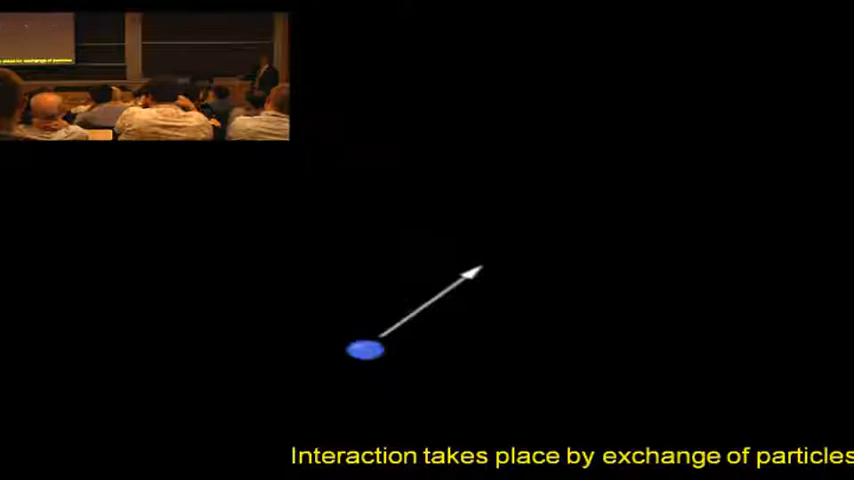 Interaction takes place by exchange of particles